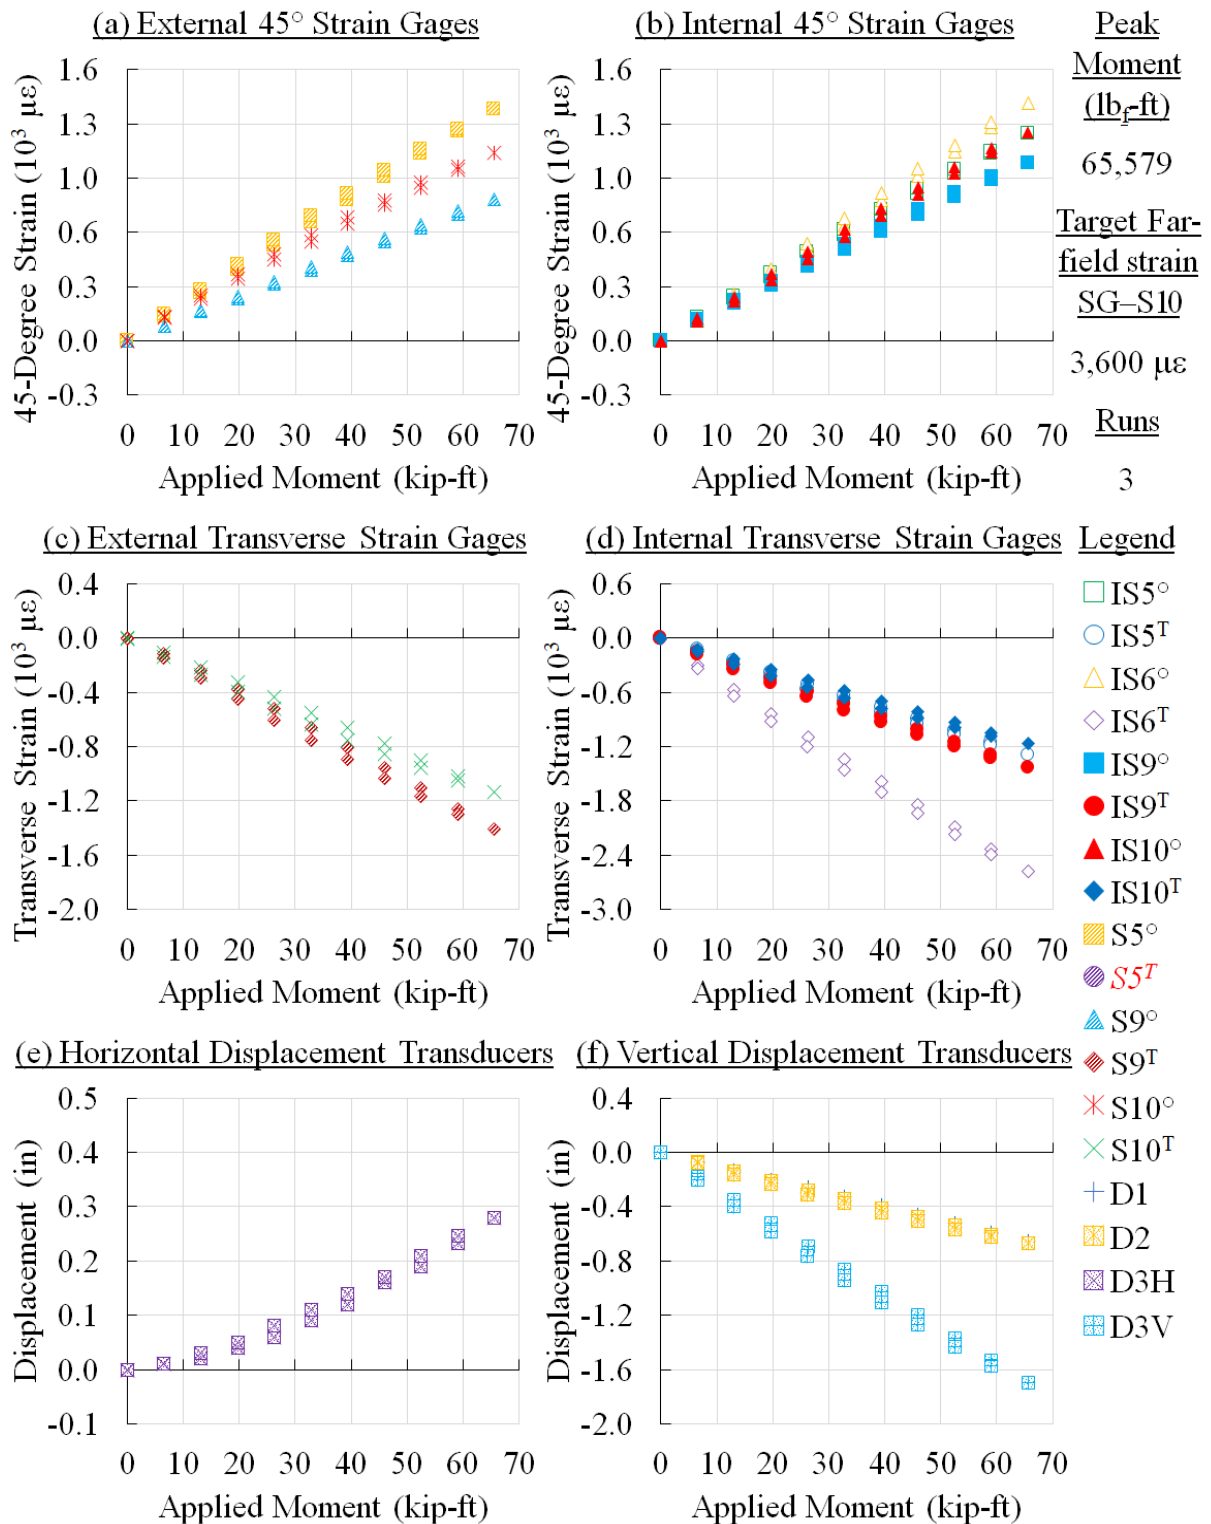 (a) External 45° Strain Gages
45-Degree Strain (10³ µε)
1.6
1.3
1.0
0.6
0.3
0.0
-0.3
0 10 20 30 40 50 60 70
Applied Moment (kip-ft)
(b) Internal 45° Strain Gages
45-Degree Strain (10³ µε)
1.6
1.3
1.0
0.6
0.3
0.0
-0.3
0 10 20 30 40 50 60 70
Applied Moment (kip-ft)
Peak
Moment
(lb_f-ft)
65,579
Target Far-
field strain
SG–S10
3,600 µε
Runs
3
(c) External Transverse Strain Gages
Transverse Strain (10³ µε)
0.4
0.0
-0.4
-0.8
-1.2
-1.6
-2.0
0 10 20 30 40 50 60 70
Applied Moment (kip-ft)
(d) Internal Transverse Strain Gages
Transverse Strain (10³ µε)
0.6
0.0
-0.6
-1.2
-1.8
-2.4
-3.0
0 10 20 30 40 50 60 70
Applied Moment (kip-ft)
Legend
IS5°
IS5ᵀ
IS6°
IS6ᵀ
IS9°
IS9ᵀ
IS10°
IS10ᵀ
S5°
S5ᵀ
S9°
S9ᵀ
S10°
S10ᵀ
D1
D2
D3H
D3V
(e) Horizontal Displacement Transducers
Displacement (in)
0.5
0.4
0.3
0.2
0.1
0.0
-0.1
0 10 20 30 40 50 60 70
Applied Moment (kip-ft)
(f) Vertical Displacement Transducers
Displacement (in)
0.4
0.0
-0.4
-0.8
-1.2
-1.6
-2.0
0 10 20 30 40 50 60 70
Applied Moment (kip-ft)